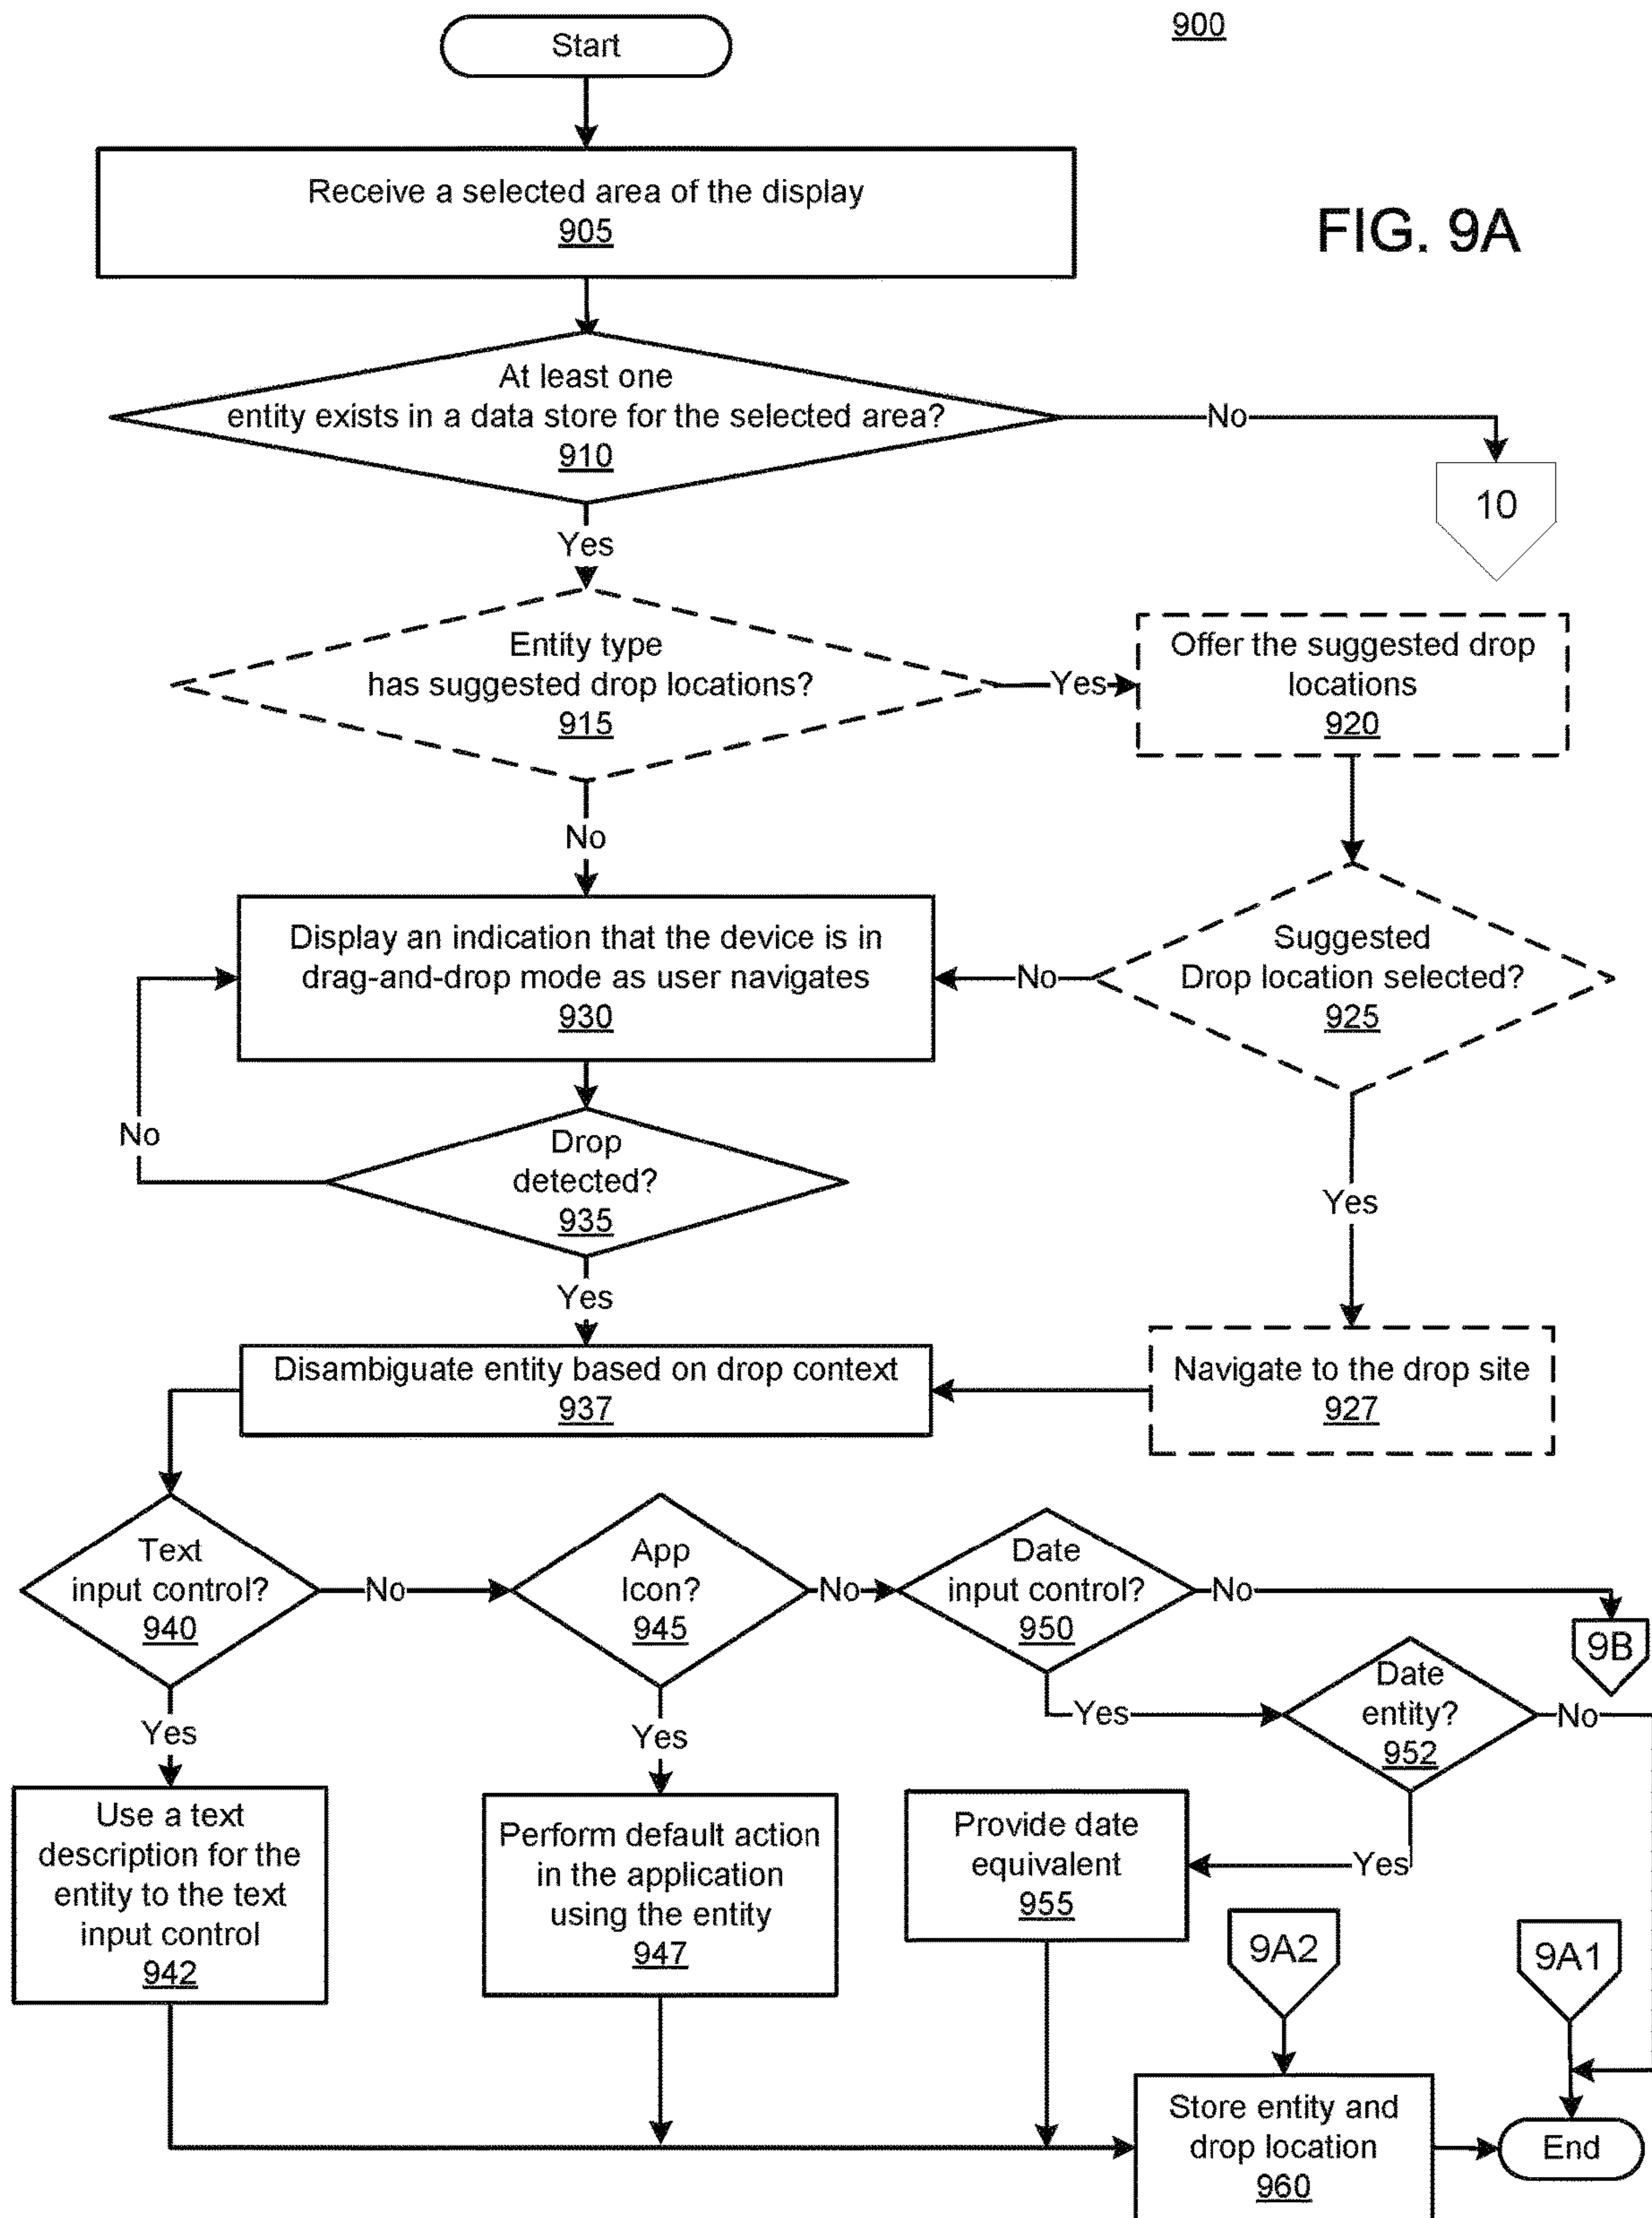 900
Start
Receive a selected area of the display
905
FIG. 9A
At least one
entity exists in a data store for the selected area?
910
No
10
Yes
Entity type
has suggested drop locations?
915
Yes
Offer the suggested drop
locations
920
No
Display an indication that the device is in
drag-and-drop mode as user navigates
930
No
Suggested
Drop location selected?
925
No
Drop
detected?
935
Yes
Yes
Disambiguate entity based on drop context
937
Navigate to the drop site
927
Text
input control?
940
No
App
Icon?
945
No
Date
input control?
950
No
9B
Yes
Date
entity?
952
No
Yes
Yes
Use a text
description for the
entity to the text
input control
942
Perform default action
in the application
using the entity
947
Provide date
equivalent
955
Yes
9A2
9A1
Store entity and
drop location
960
End